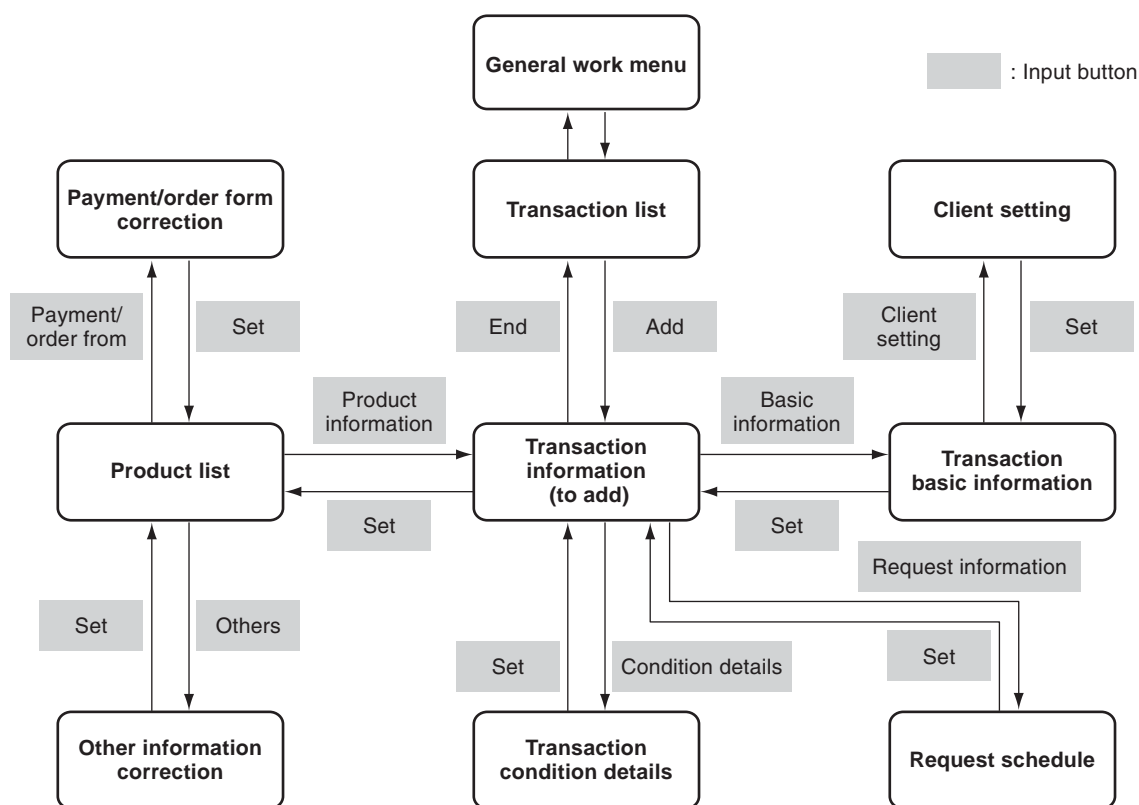 General work menu
: Input button
Payment/order form
correction
Transaction list
Client setting
Payment/
order from
Set
End
Add
Client
setting
Set
Product
information
Basic
information
Product list
Transaction
information
(to add)
Transaction
basic information
Set
Set
Request information
Set
Others
Set
Condition details
Set
Other information
correction
Transaction
condition details
Request schedule